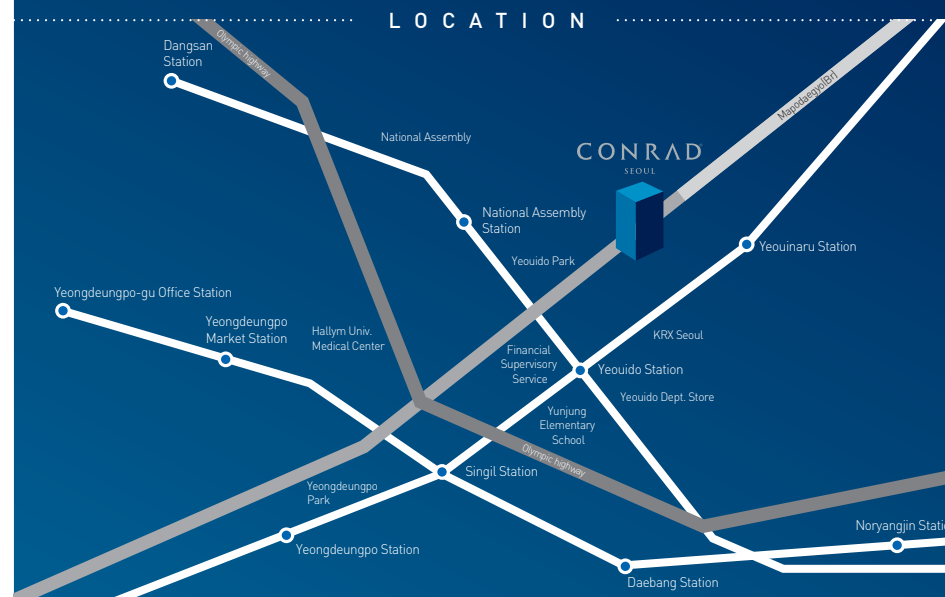 LOCATION
Dangsan
Station
Olympic highway
Mapodaegyo(Br)
National Assembly
CONRAD
SEOUL
National Assembly
Station
Yeouinaru Station
Yeouido Park
Yeongdeungpo-gu Office Station
Yeongdeungpo
Market Station
Hallym Univ.
Medical Center
KRX Seoul
Financial
Supervisory
Service
Yeouido Station
Yeouido Dept. Store
Yunjung
Elementary
School
Olympic highway
Singil Station
Yeongdeungpo
Park
Noryangjin Static
Yeongdeungpo Station
Daebang Station